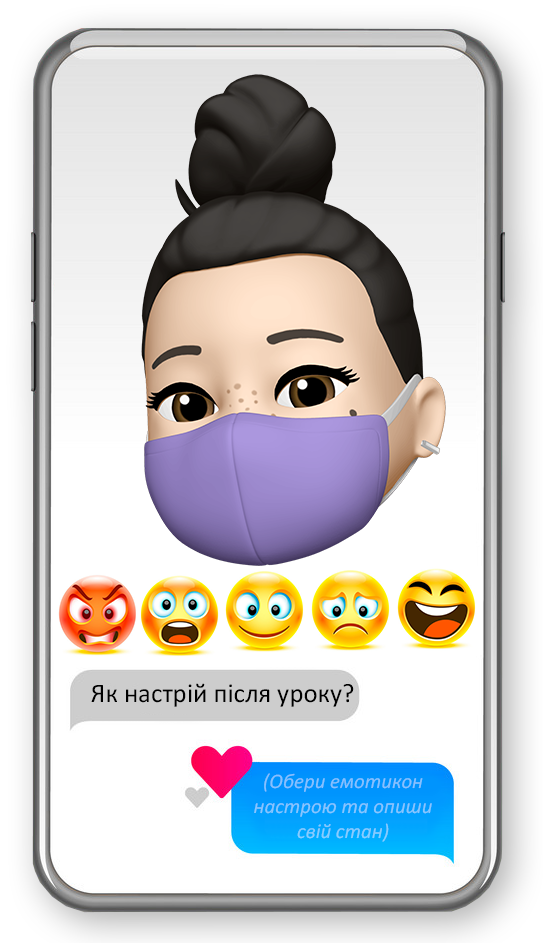 Як настрій після уроку?
(Обери емотикон
настрою та опиши
свій стан)